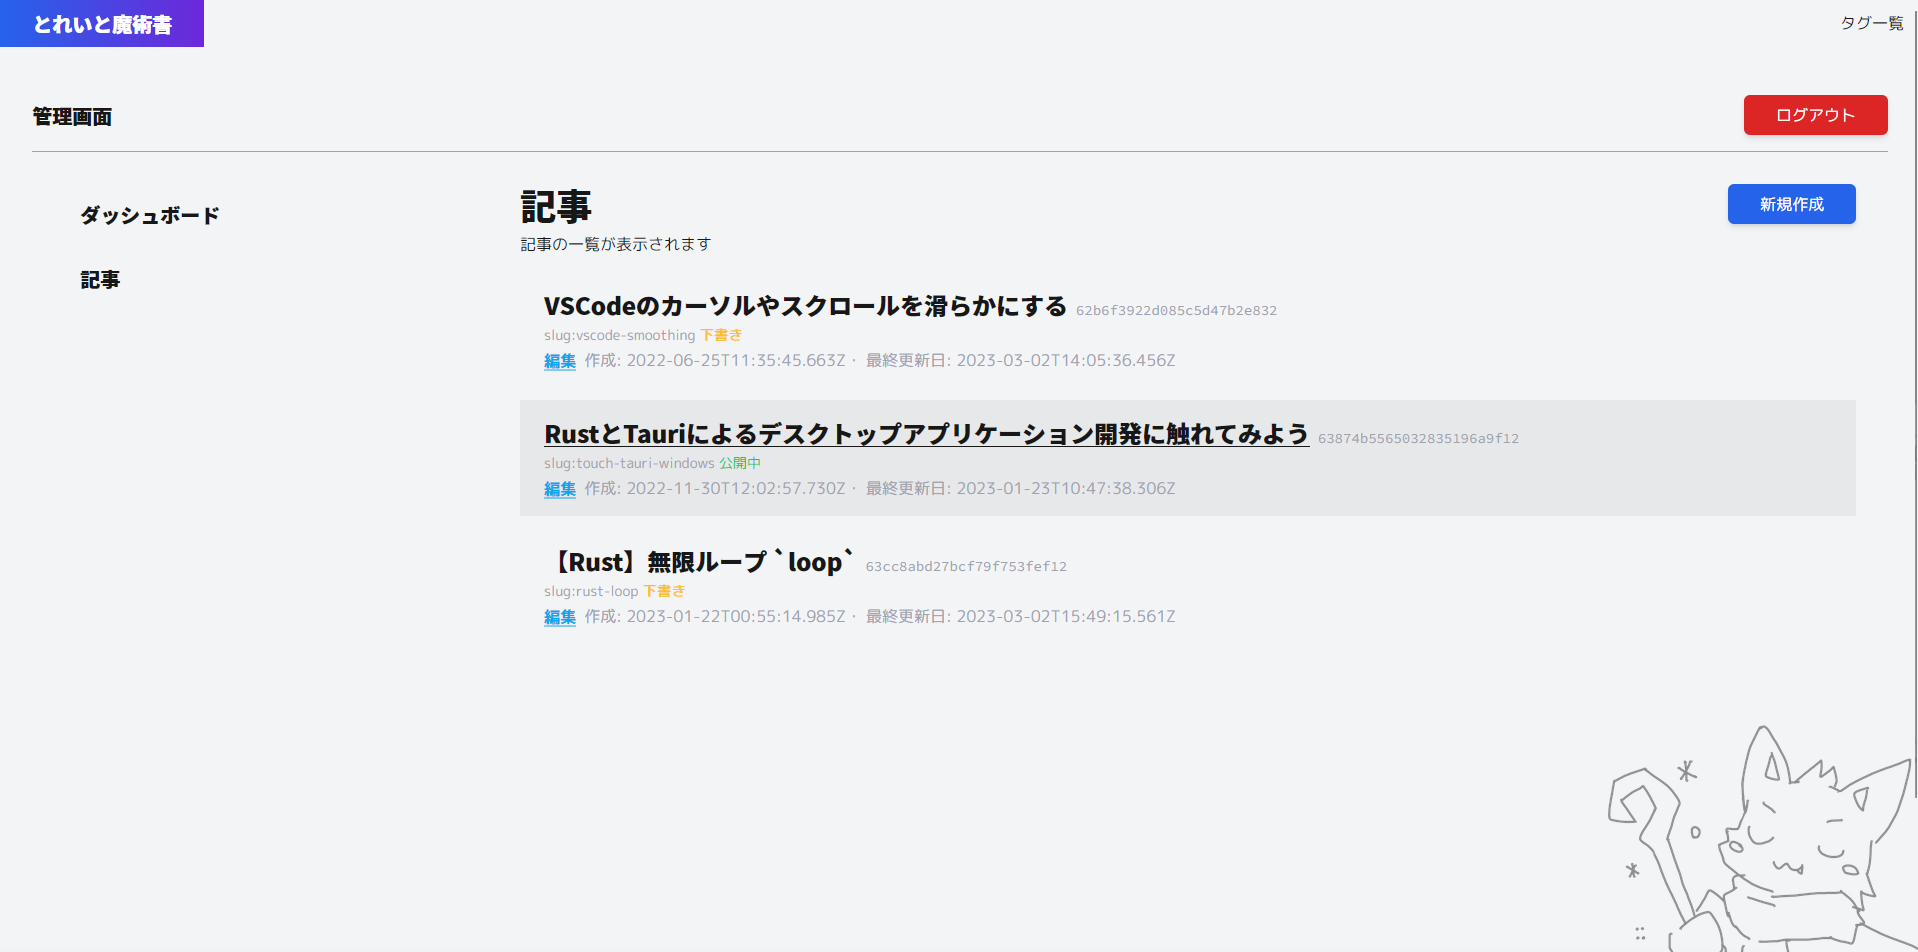 とれいと魔術書
タグ一覧
管理画面
ログアウト
ダッシュボード
記事
記事
新規作成
記事の一覧が表示されます
VSCodeのカーソルやスクロールを滑らかにする 62b6f3922d085c5d47b2e832
slug:vscode-smoothing 下書き
編集 作成: 2022-06-25T11:35:45.663Z · 最終更新日: 2023-03-02T14:05:36.456Z
RustとTauriによるデスクトップアプリケーション開発に触れてみよう 63874b5565032835196a9f12
slug:touch-tauri-windows 公開中
編集 作成: 2022-11-30T12:02:57.730Z · 最終更新日: 2023-01-23T10:47:38.306Z
【Rust】無限ループ `loop` 63cc8abd27bcf79f753fef12
slug:rust-loop 下書き
編集 作成: 2023-01-22T00:55:14.985Z · 最終更新日: 2023-03-02T15:49:15.561Z